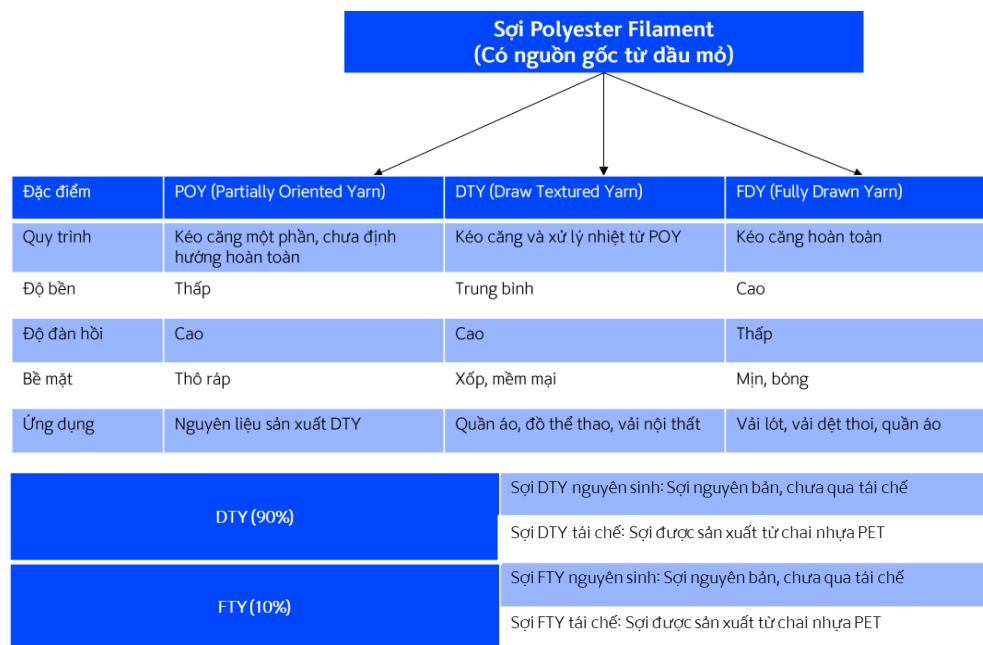 Sợi Polyester Filament
(Có nguồn gốc từ dầu mỏ)
Đặc điểm POY (Partially Oriented Yarn) DTY (Draw Textured Yarn) FDY (Fully Drawn Yarn)
Quy trình Kéo căng một phần, chưa định Kéo căng và xử lý nhiệt từ POY Kéo căng hoàn toàn
hướng hoàn toàn
Độ bền Thấp Trung bình Cao
Độ đàn hồi Cao Cao Thấp
Bề mặt Thô ráp Xốp, mềm mại Mịn, bóng
Ứng dụng Nguyên liệu sản xuất DTY Quần áo, đồ thể thao, vải nội thất Vải lót, vải dệt thoi, quần áo
DTY (90%)
Sợi DTY nguyên sinh: Sợi nguyên bản, chưa qua tái chế
Sợi DTY tái chế: Sợi được sản xuất từ chai nhựa PET
FTY (10%)
Sợi FTY nguyên sinh: Sợi nguyên bản, chưa qua tái chế
Sợi FTY tái chế: Sợi được sản xuất từ chai nhựa PET